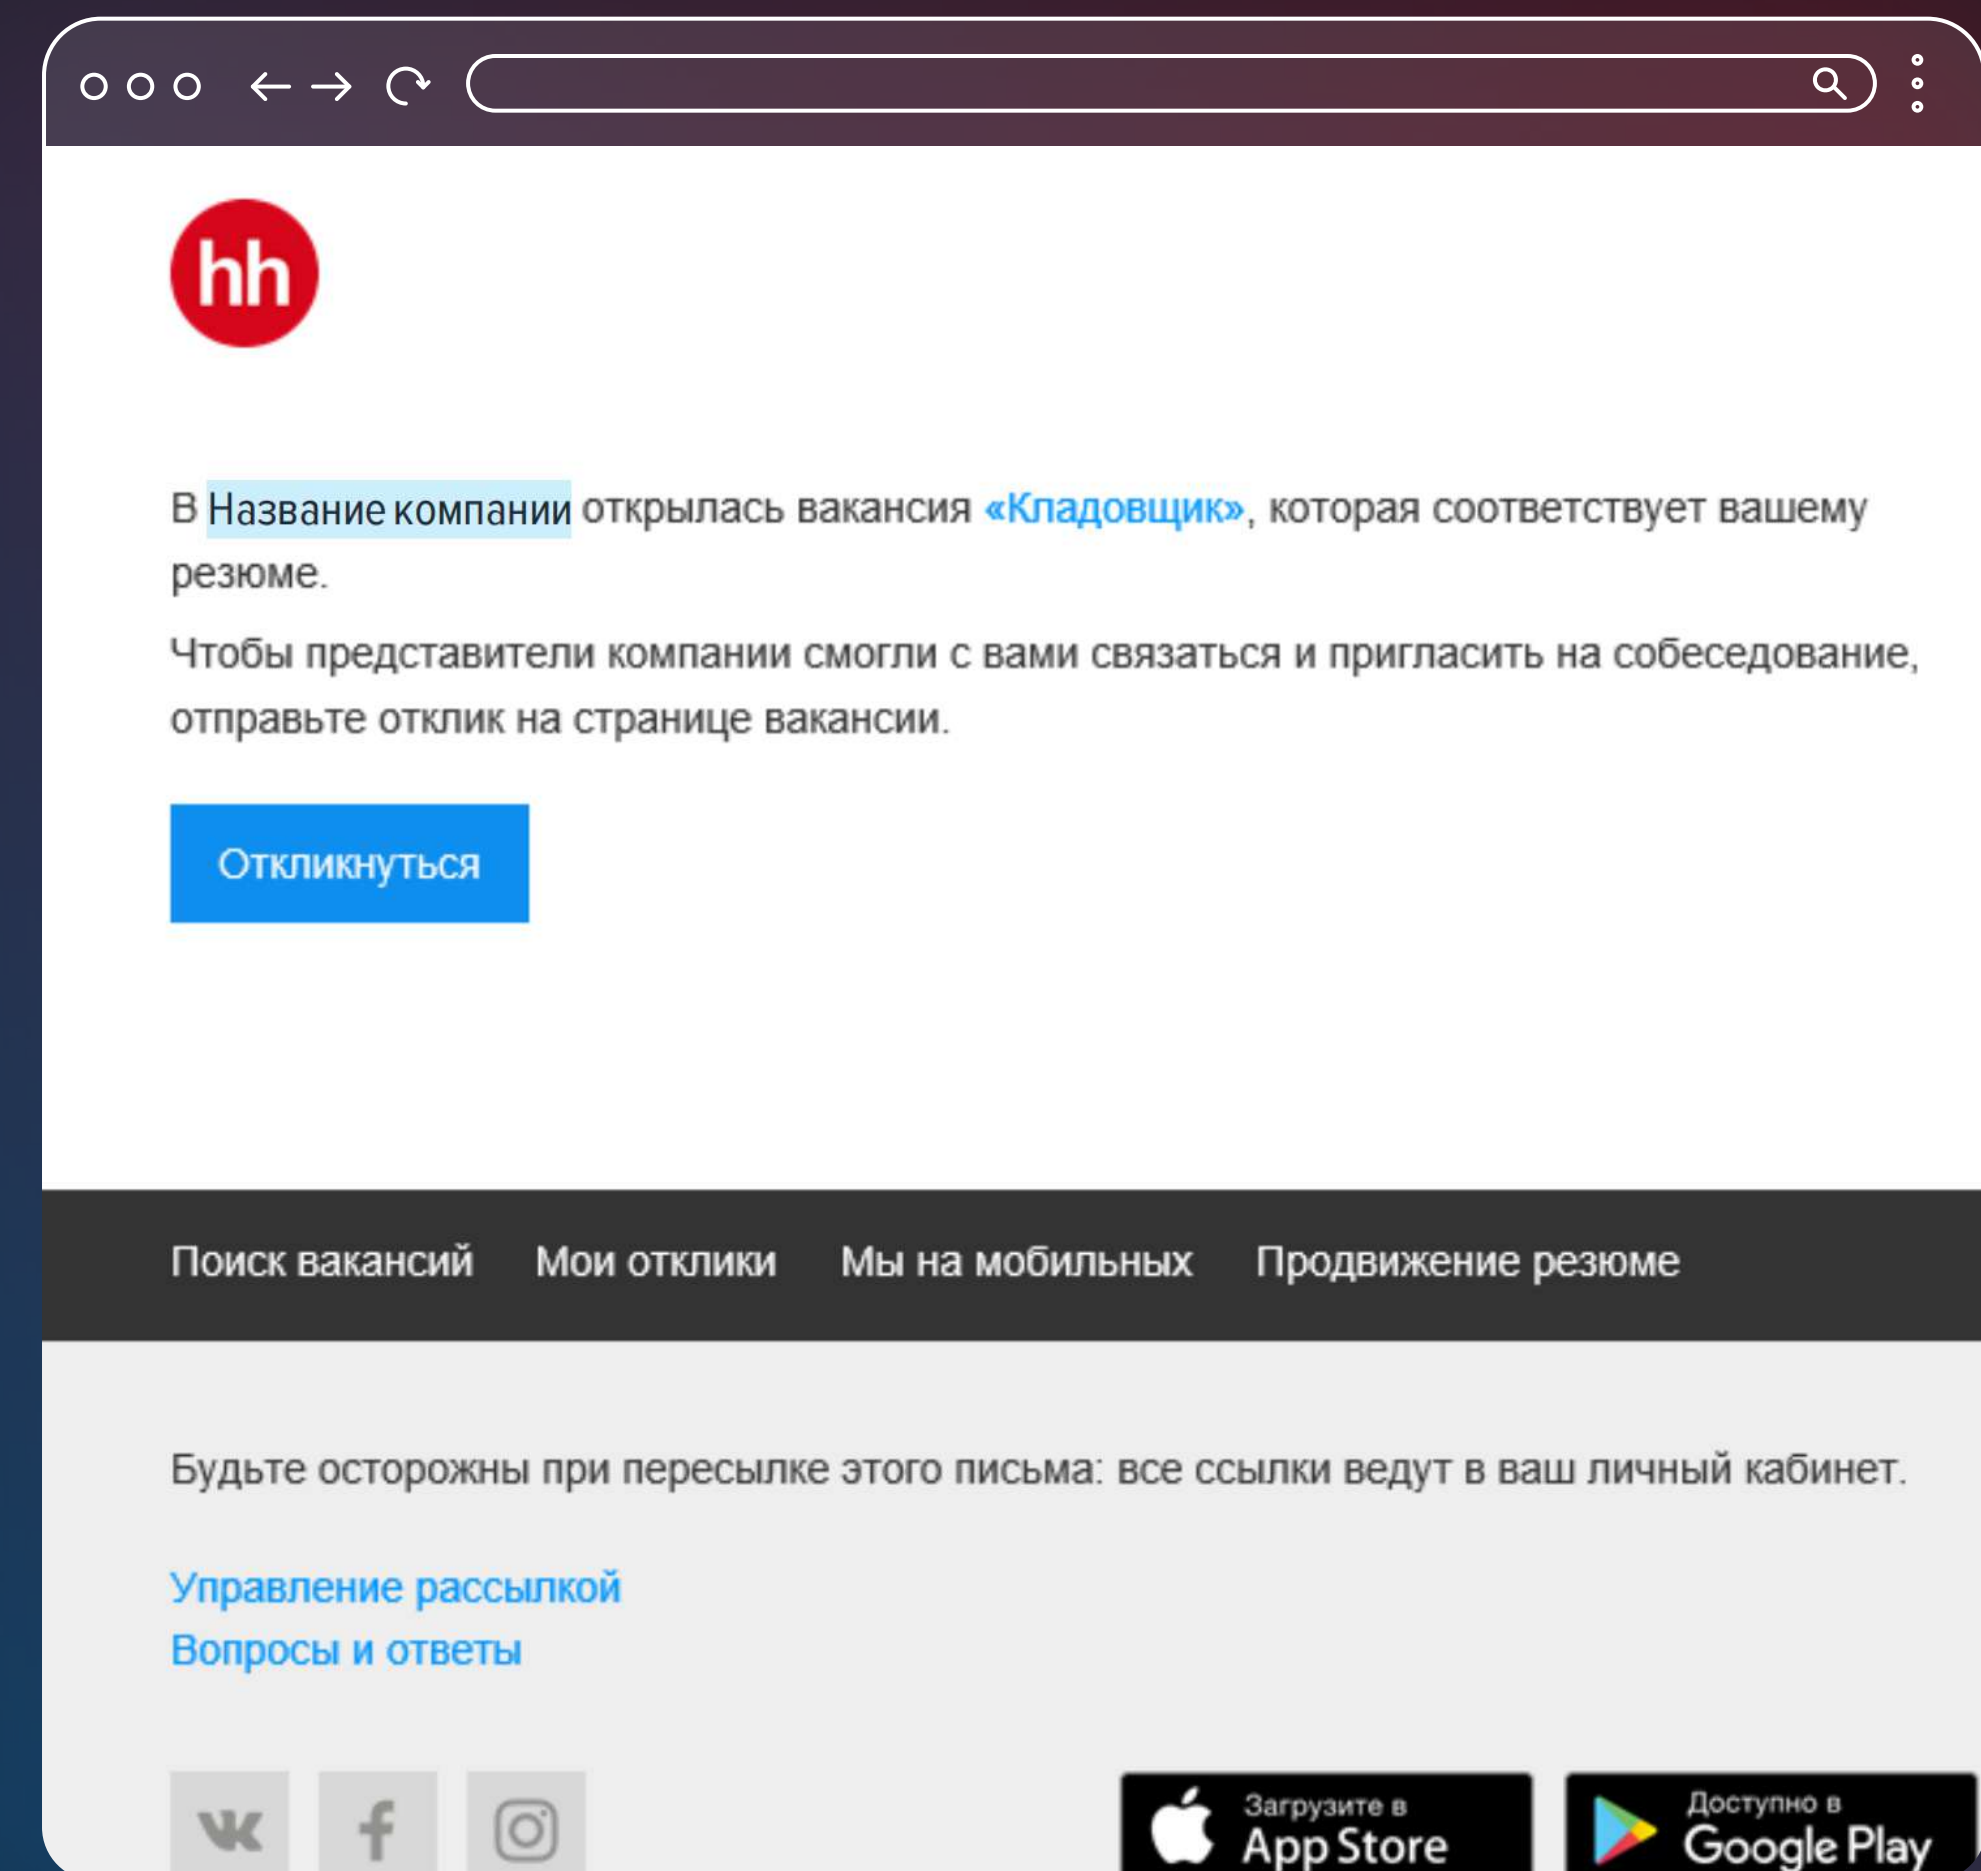 hh
В Название компании открылась вакансия «Кладовщик», которая соответствует вашему
резюме.
Чтобы представители компании смогли с вами связаться и пригласить на собеседование,
отправьте отклик на странице вакансии.
Откликнуться
Поиск вакансий Мои отклики Мы на мобильных Продвижение резюме
Будьте осторожны при пересылке этого письма: все ссылки ведут в ваш личный кабинет.
Управление рассылкой
Вопросы и ответы
Загрузите в
App Store
Доступно в
Google Play